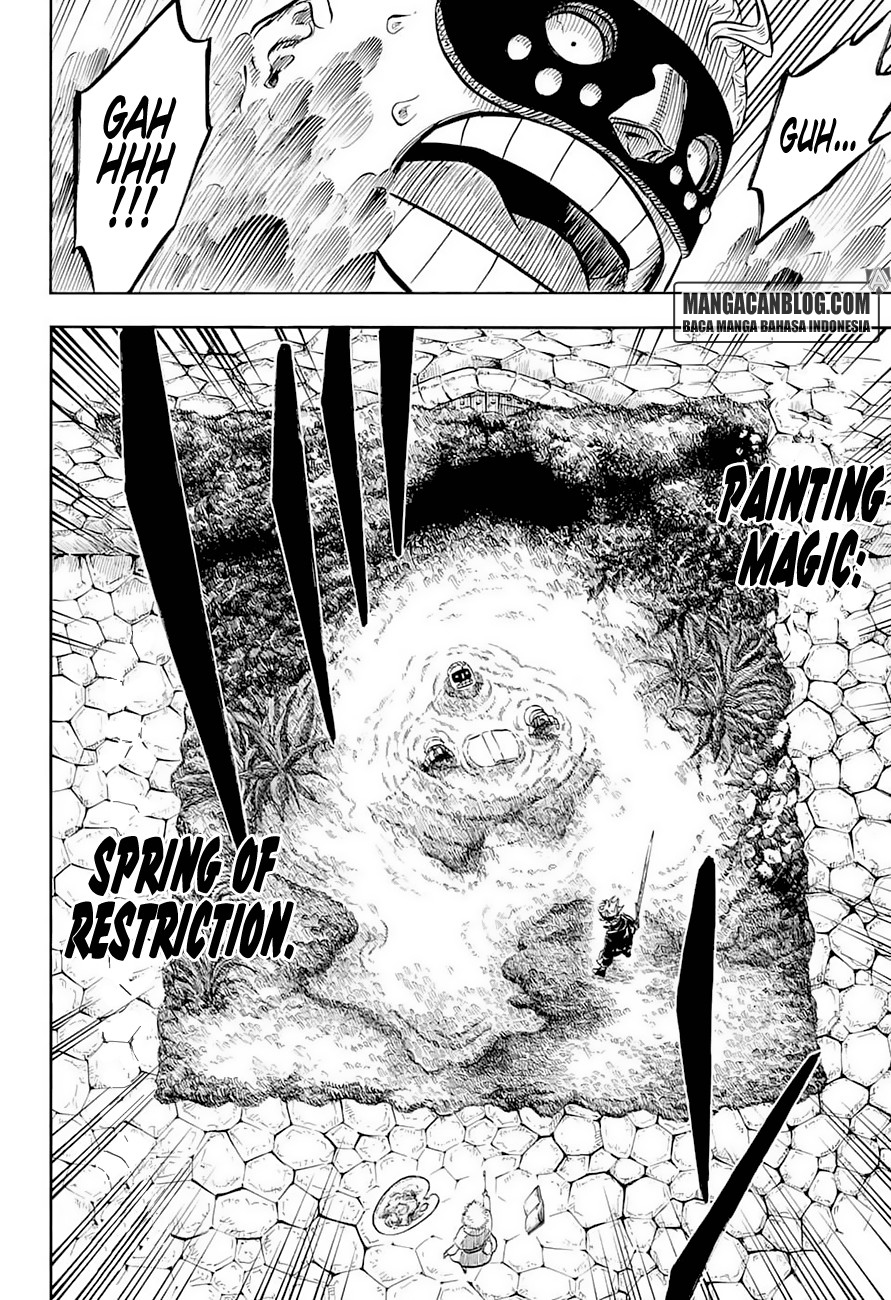 GUH...
GAH
HHH
!!!
MANGACANBLOG.COM
BACA MANGA BAHASA INDONESIA
PAINTING
MAGIC:
SPRING OF
RESTRICTION.